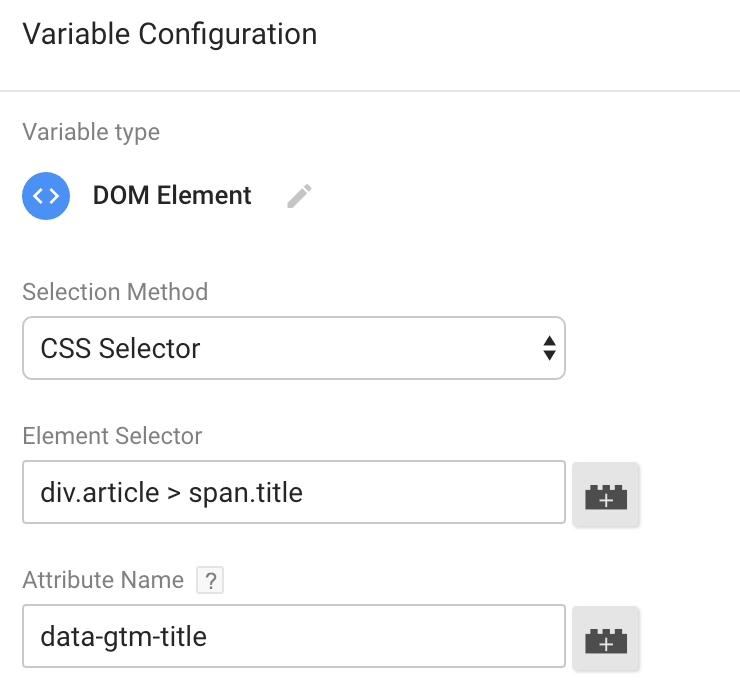 Variable Configuration
Variable type
DOM Element
Selection Method
CSS Selector
Element Selector
div.article > span.title
Attribute Name ?
data-gtm-title